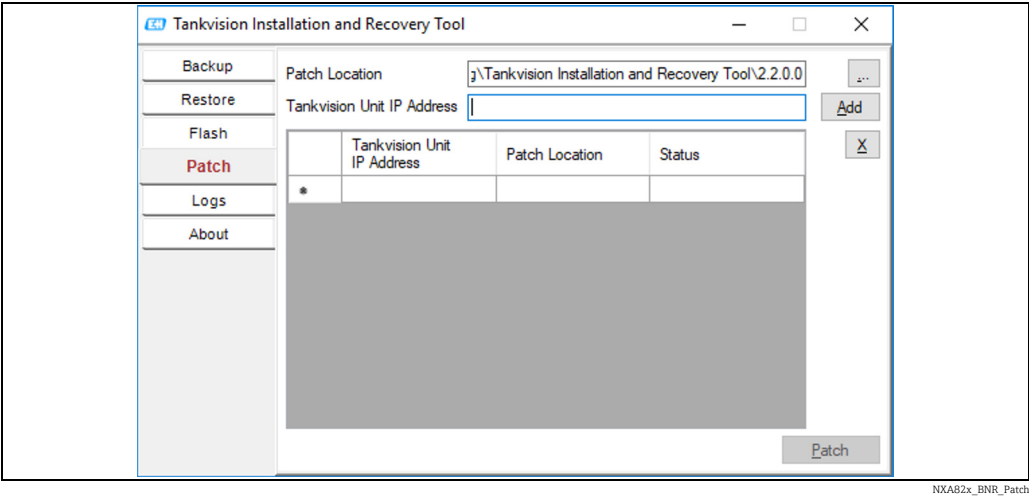 EH Tankvision Installation and Recovery Tool
Backup
Restore
Flash
Patch
Logs
About
Patch Location
g\Tankvision Installation and Recovery Tool\2.2.0.0
...
Tankvision Unit IP Address
Add
X
Tankvision Unit
IP Address
Patch Location
Status
*
Patch
NXA82x_BNR_Patch